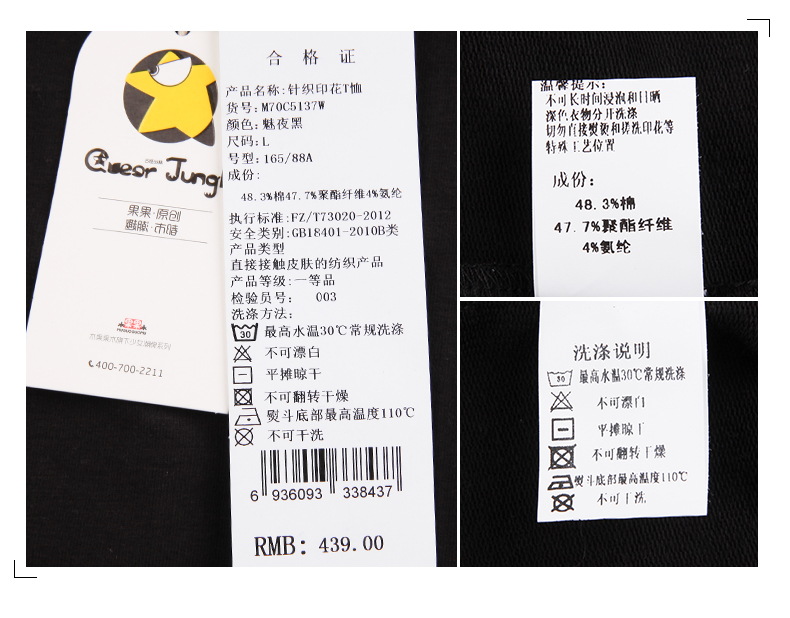 Queer Jungle
果果·原创
魍膨·市荷
400-700-2211
合 格 证
产品名称:针织印花T恤
货号:M70C5137W
颜色:魅夜黑
尺码:L
号型:165/88A
成份:
48.3%棉47.7%聚酯纤维4%氨纶
执行标准:FZ/T73020-2012
安全类别:GB18401-2010B类
产品类型
直接接触皮肤的纺织产品
产品等级:一等品
检验员号: 003
洗涤方法:
30 最高水温30℃常规洗涤
不可漂白
平摊晾干
不可翻转干燥
熨斗底部最高温度110℃
不可干洗
6 936093 338437
RMB: 439.00
温馨提示:
不可长时间浸泡和日晒
深色衣物分开洗涤
切勿直接熨烫和搓洗印花等
特殊工艺位置
成份:
48.3%棉
47.7%聚酯纤维
4%氨纶
洗涤说明
30 最高水温30℃常规洗涤
不可漂白
平摊晾干
不可翻转干燥
熨斗底部最高温度110℃
不可干洗